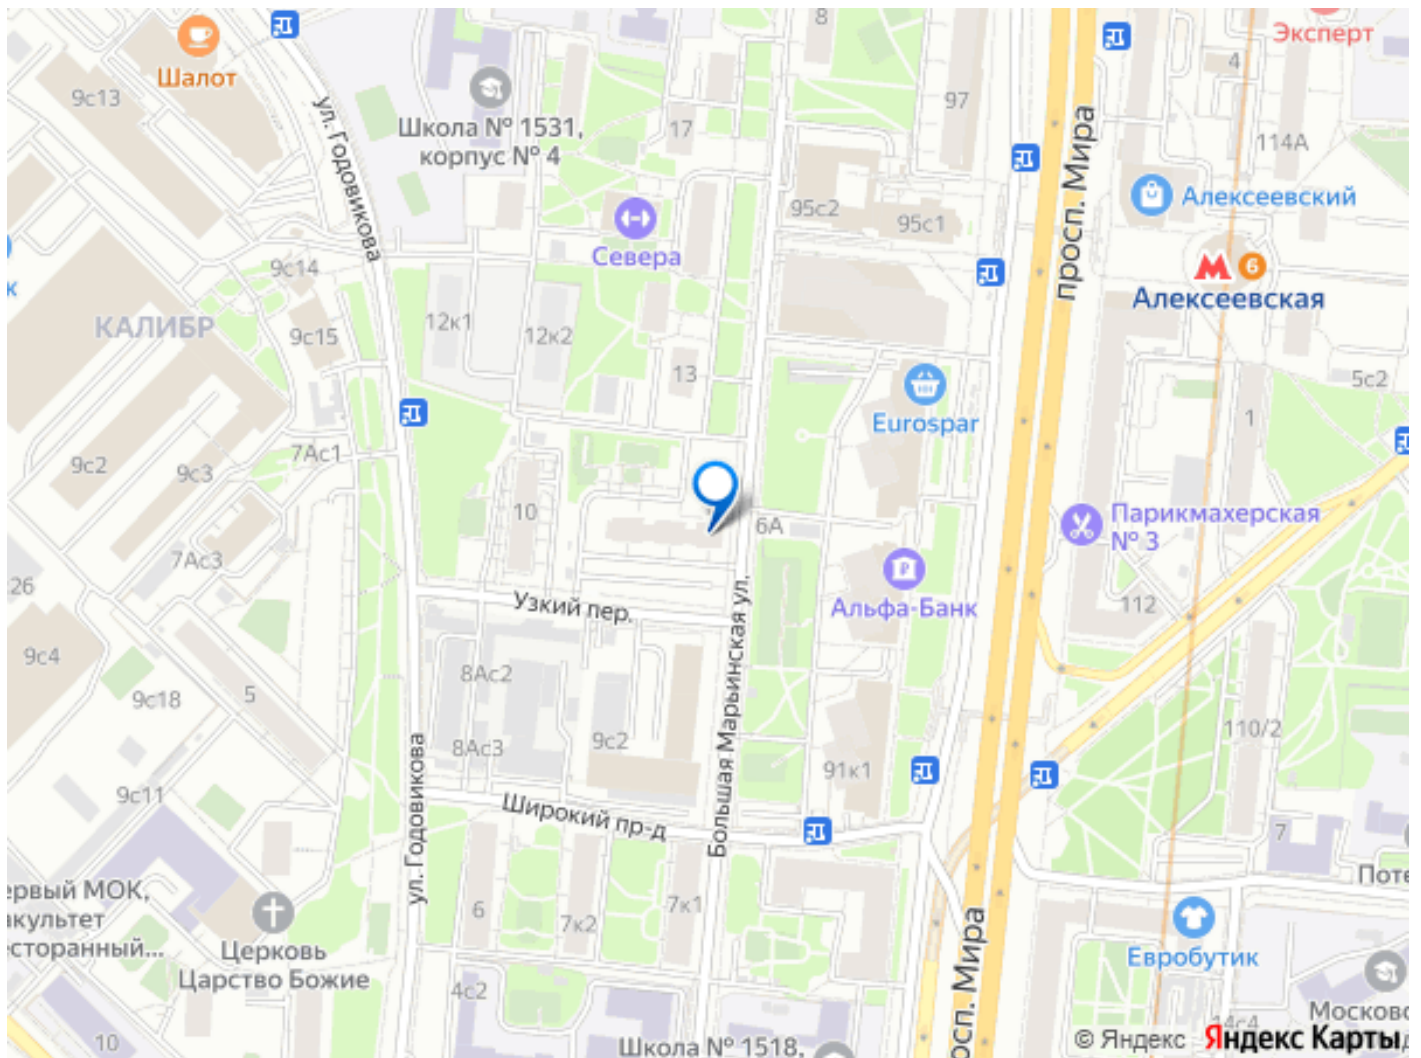 8
Эксперт
Шалот
4
9с13
97
Школа № 1531,
корпус № 4
17
114А
ул. Годовикова
просп. Мира
Алексеевский
95с2
95с1
Севера
9с14
6
Алексеевская
к
КАЛИБР
12к1
12к2
9с15
13
5с2
Eurospar
1
7Ас1
9с2
9с3
10
6А
Парикмахерская
№ 3
7Ас3
26
Альфа-Банк
112
Узкий пер.
Большая Марьинская ул.
9с4
8Ас2
9с18
5
110/2
9с2
8Ас3
91к1
9с11
ул. Годовикова
Широкий пр-д
7
ервый МОК,
акультет
есторанный...
Поте
6
7к2
7к1
просп. Мира
Церковь
Царство Божие
Евробутик
4с2
Московс
14с4
10
Школа № 1518,
© Яндекс Яндекс Карты